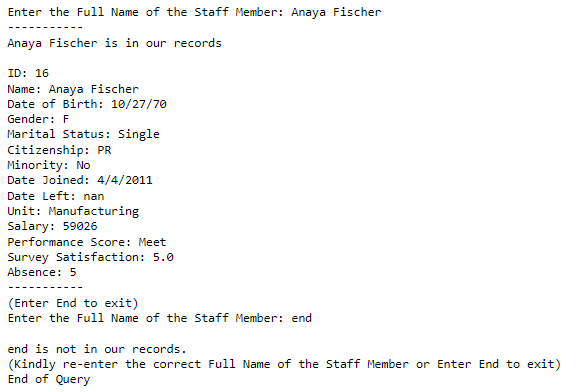 Enter the Full Name of the Staff Member: Anaya Fischer
-----------
Anaya Fischer is in our records
ID: 16
Name: Anaya Fischer
Date of Birth: 10/27/70
Gender: F
Marital Status: Single
Citizenship: PR
Minority: No
Date Joined: 4/4/2011
Date Left: nan
Unit: Manufacturing
Salary: 59026
Performance Score: Meet
Survey Satisfaction: 5.0
Absence: 5
-----------
(Enter End to exit)
Enter the Full Name of the Staff Member: end
end is not in our records.
(Kindly re-enter the correct Full Name of the Staff Member or Enter End to exit)
End of Query